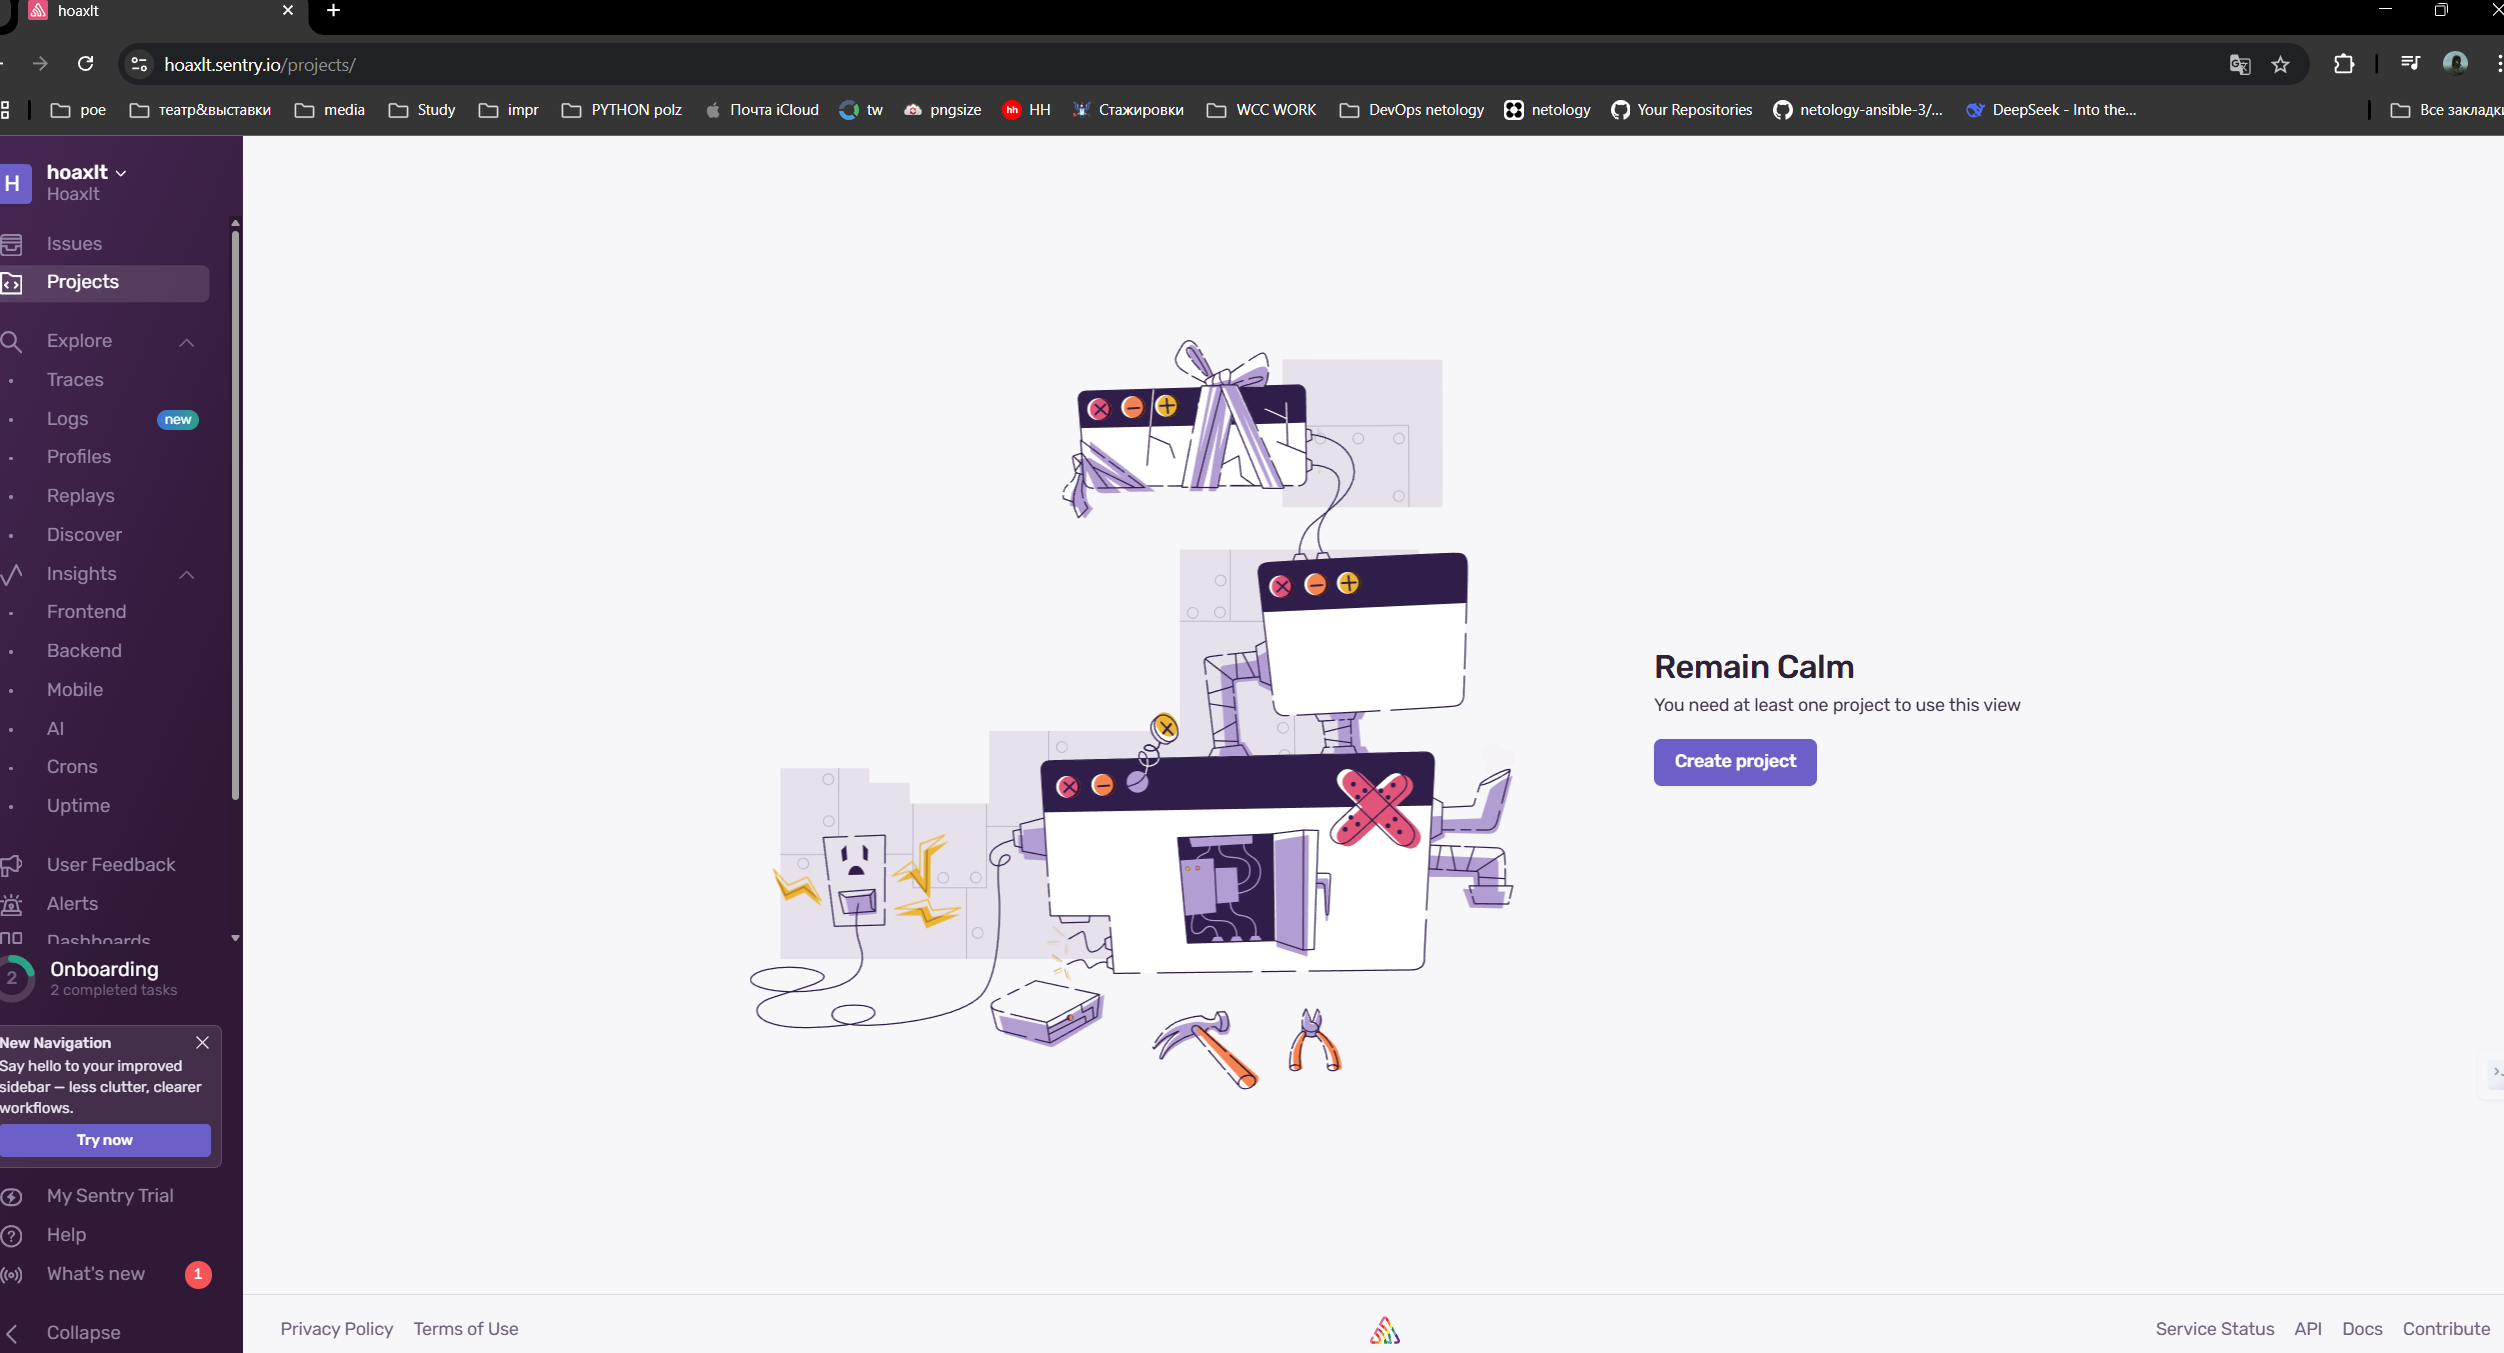 hoaxlt
hoaxlt.sentry.io/projects/
poe
театр&выставки
media
Study
impr
PYTHON polz
Почта iCloud
tw
pngsize
hh
HH
Стажировки
WCC WORK
DevOps netology
netology
Your Repositories
netology-ansible-3/...
DeepSeek - Into the...
Все закладки
H
hoaxlt
Hoaxlt
Issues
Projects
Explore
Traces
Logs
new
Profiles
Replays
Discover
Insights
Frontend
Backend
Mobile
AI
Crons
Uptime
User Feedback
Alerts
Dashboards
2
Onboarding
2 completed tasks
New Navigation
Say hello to your improved
sidebar — less clutter, clearer
workflows.
Try now
My Sentry Trial
Help
What's new
1
Collapse
Remain Calm
You need at least one project to use this view
Create project
Privacy Policy
Terms of Use
Service Status
API
Docs
Contribute